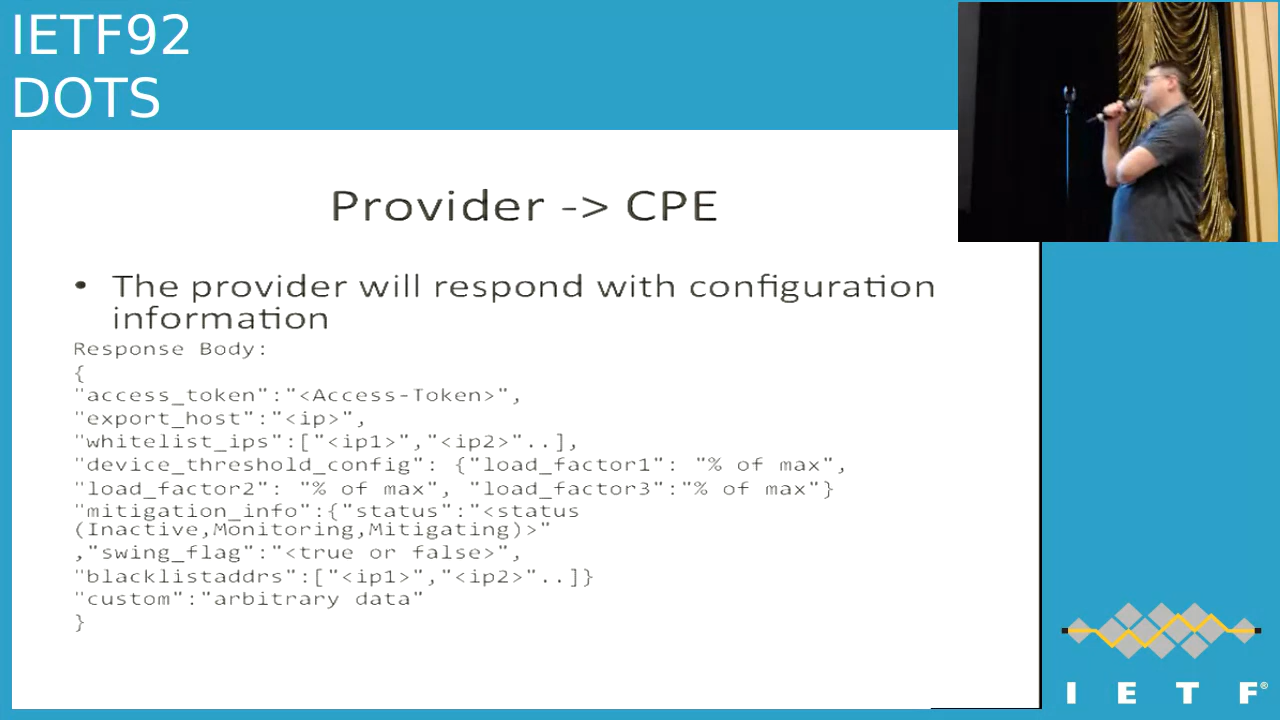 IETF92
DOTS
Provider -> CPE
• The provider will respond with configuration
information
Response Body:
{
"access_token":"<Access-Token>",
"export_host":"<ip>",
"whitelist_ips":["<ip1>","<ip2>"..],
"device_threshold_config": {"load_factor1": "% of max",
"load_factor2": "% of max", "load_factor3":"% of max"}
"mitigation_info":{"status":"<status
(Inactive,Monitoring,Mitigating)>"
,"swing_flag":"<true or false>",
"blacklistaddrs":["<ip1>","<ip2>"..]}
"custom":"arbitrary data"
}
I E T F®